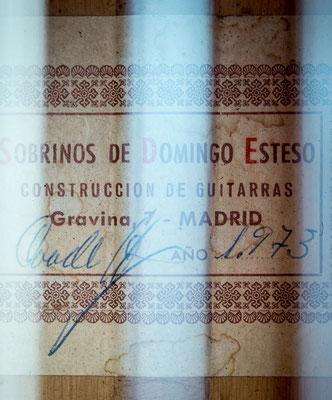 SOBRINOS DE DOMINGO ESTESO
CONSTRUCCION DE GUITARRAS
Gravina, 7 - MADRID
AÑO 1.973